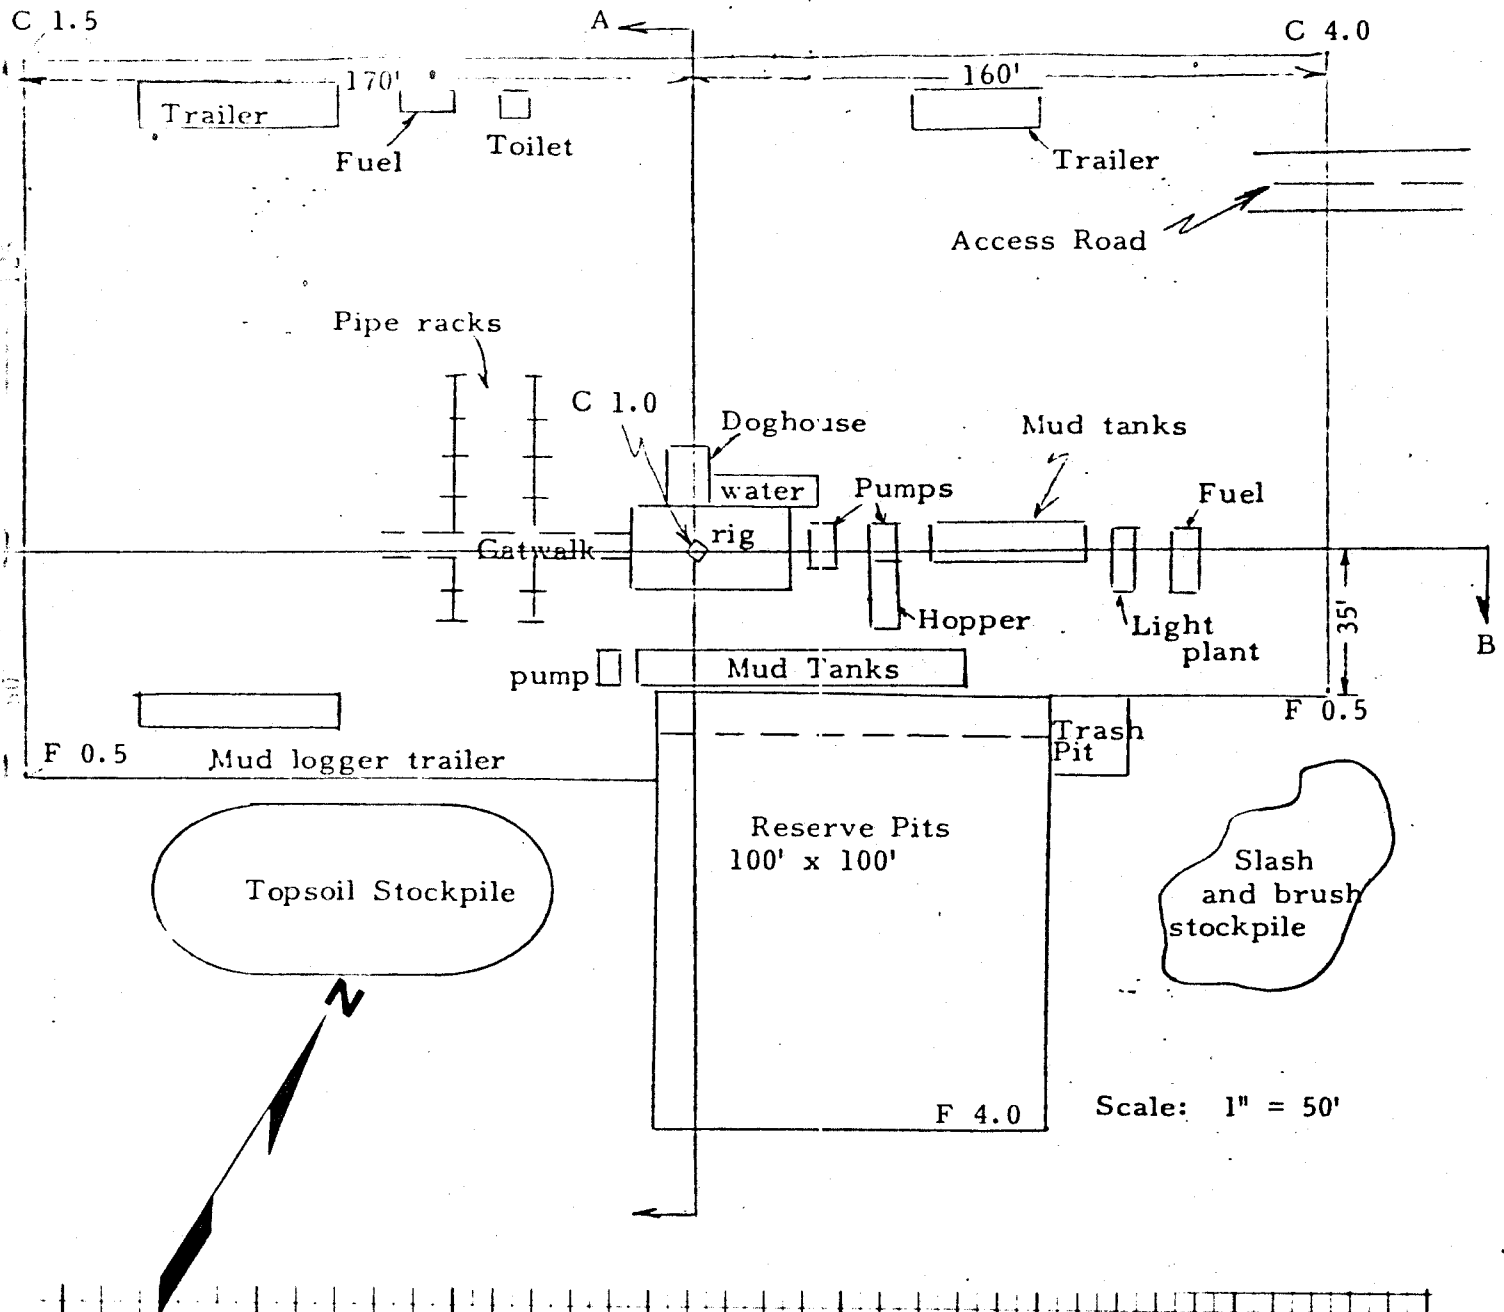 C 1.5
A
C 4.0
170'
160'
Trailer
Fuel
Toilet
Trailer
Access Road
Pipe racks
C 1.0
Doghouse
Mud tanks
water
Pumps
Fuel
rig
Catwalk
Hopper
Light
plant
35'
B
pump
Mud Tanks
F 0.5
F 0.5
Mud logger trailer
Trash
Pit
Reserve Pits
100' x 100'
Topsoil Stockpile
Slash
and brush
stockpile
N
F 4.0
Scale: 1" = 50'